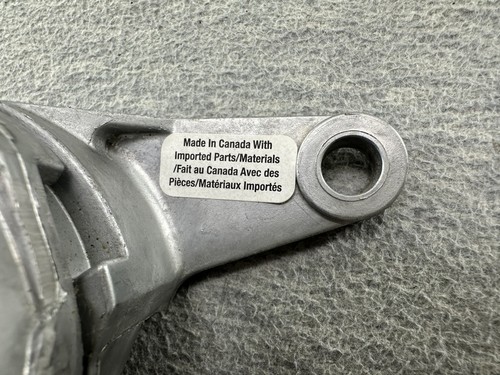 Made In Canada With
Imported Parts/Materials
/Fait au Canada Avec des
Pièces/Matériaux Importés